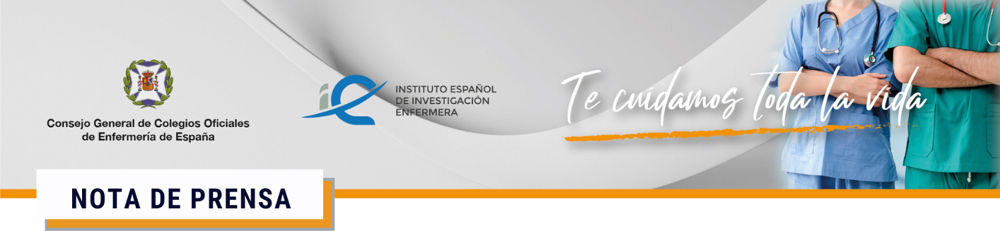 Consejo General de Colegios Oficiales
de Enfermería de España
INSTITUTO ESPAÑOL
DE INVESTIGACIÓN
ENFERMERA
Te cuidamos toda la vida
NOTA DE PRENSA